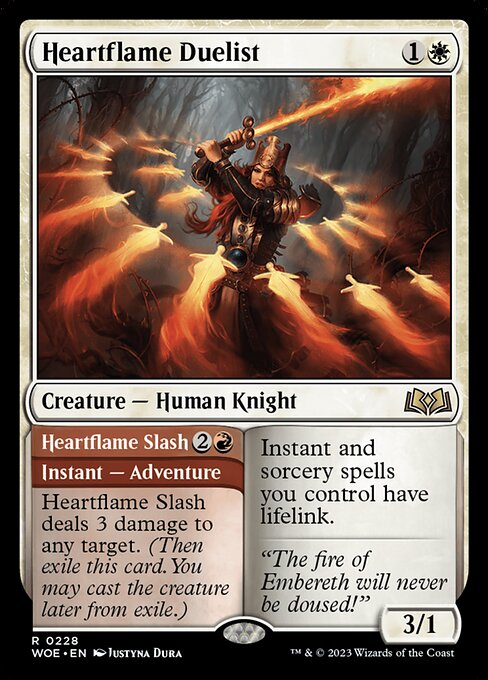 Heartflame Duelist 1
Creature — Human Knight
Heartflame Slash 2
Instant — Adventure
Heartflame Slash
deals 3 damage to
any target. (Then
exile this card. You
may cast the creature
later from exile.)
Instant and
sorcery spells
you control have
lifelink.
“The fire of
Embereth will never
be doused!”
3/1
R 0228
WOE • EN Justyna Dura
™ & © 2023 Wizards of the Coast